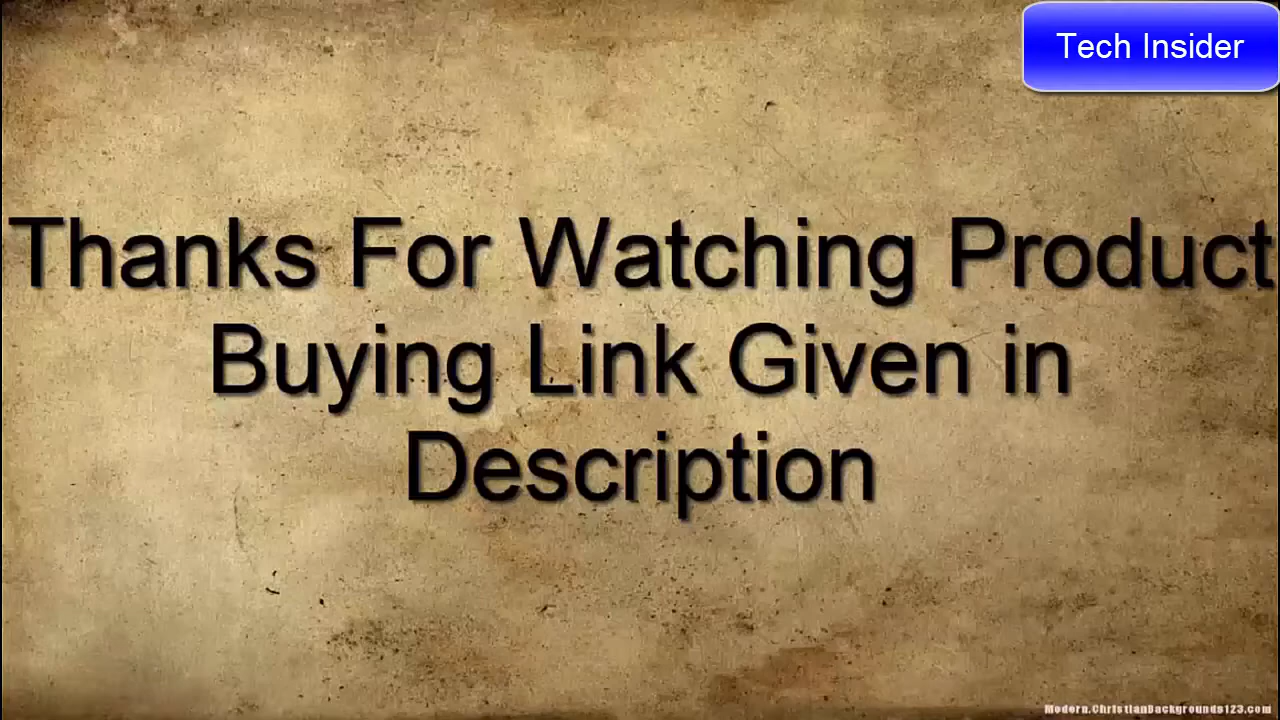 Tech Insider
Thanks For Watching Product
Buying Link Given in
Description
Modern.ChristianBackgrounds123.com